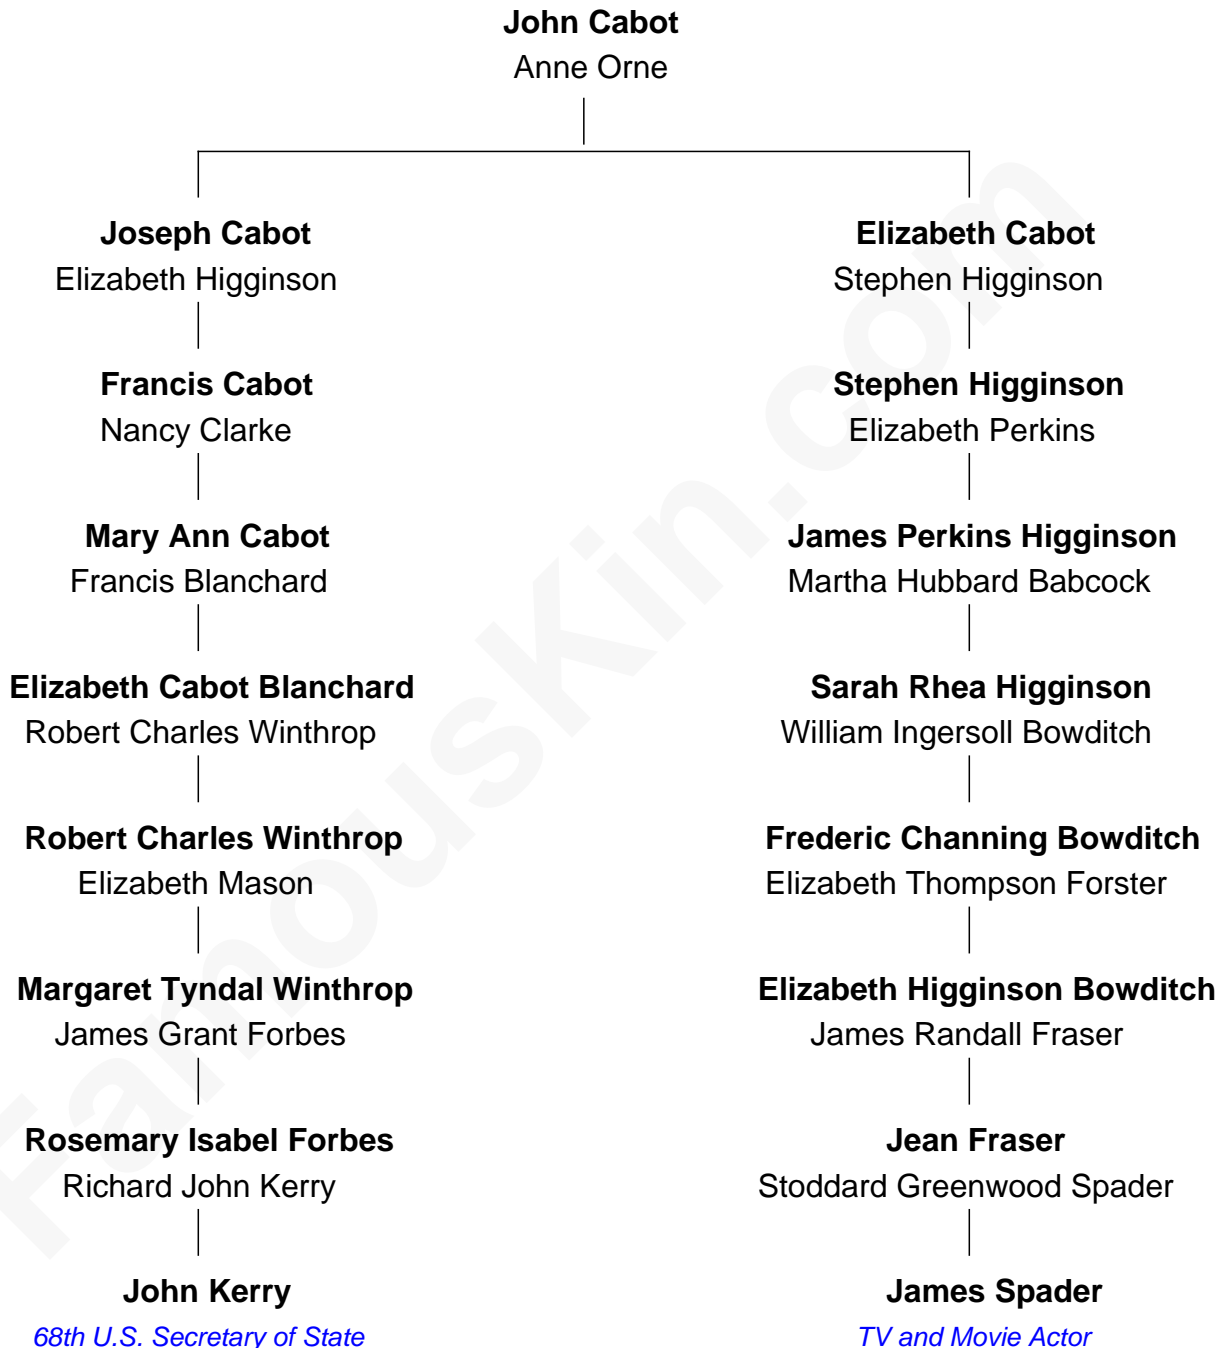 John Cabot
Anne Orne
Joseph Cabot
Elizabeth Higginson
Elizabeth Cabot
Stephen Higginson
Francis Cabot
Nancy Clarke
Stephen Higginson
Elizabeth Perkins
Mary Ann Cabot
Francis Blanchard
James Perkins Higginson
Martha Hubbard Babcock
Elizabeth Cabot Blanchard
Robert Charles Winthrop
Sarah Rhea Higginson
William Ingersoll Bowditch
Robert Charles Winthrop
Elizabeth Mason
Frederic Channing Bowditch
Elizabeth Thompson Forster
Margaret Tyndal Winthrop
James Grant Forbes
Elizabeth Higginson Bowditch
James Randall Fraser
Rosemary Isabel Forbes
Richard John Kerry
Jean Fraser
Stoddard Greenwood Spader
John Kerry
68th U.S. Secretary of State
James Spader
TV and Movie Actor
FamousKin.com